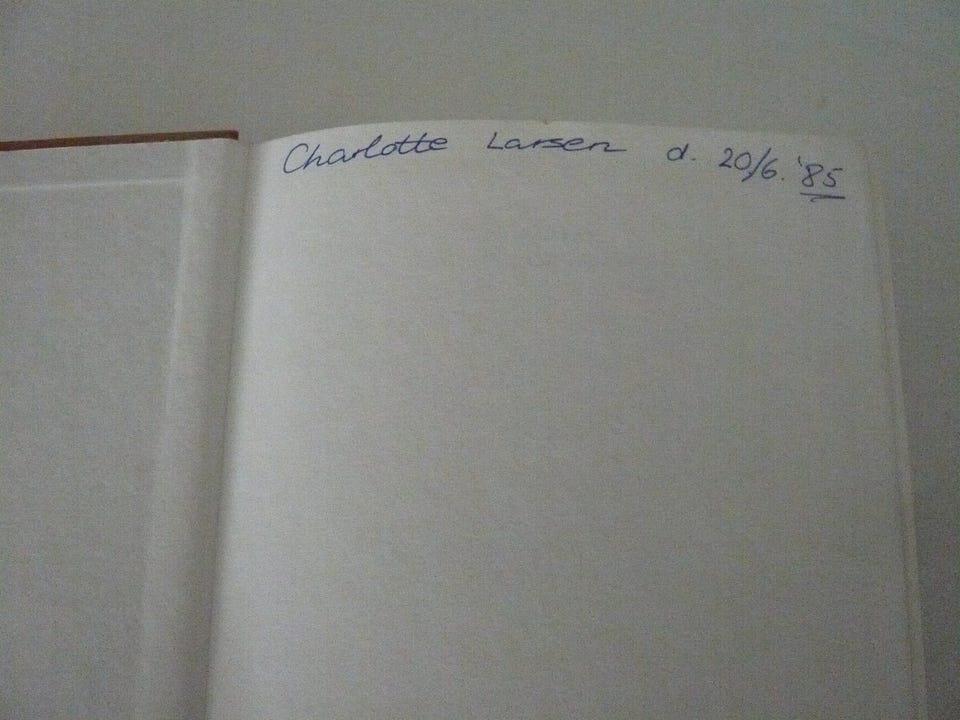 Charlotte Larsen d. 20/6. '85